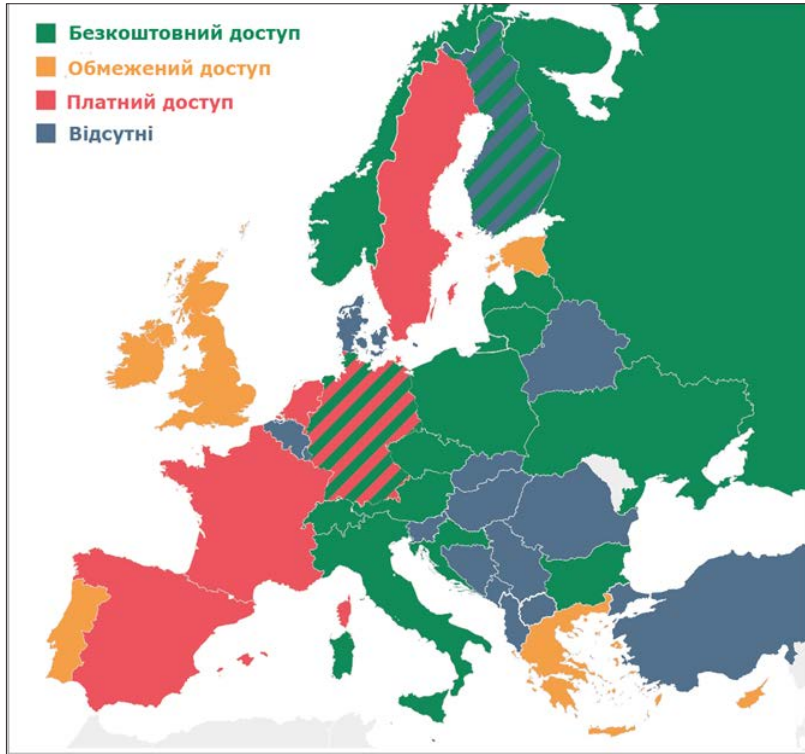 Безкоштовний доступ
Обмежений доступ
Платний доступ
Відсутні